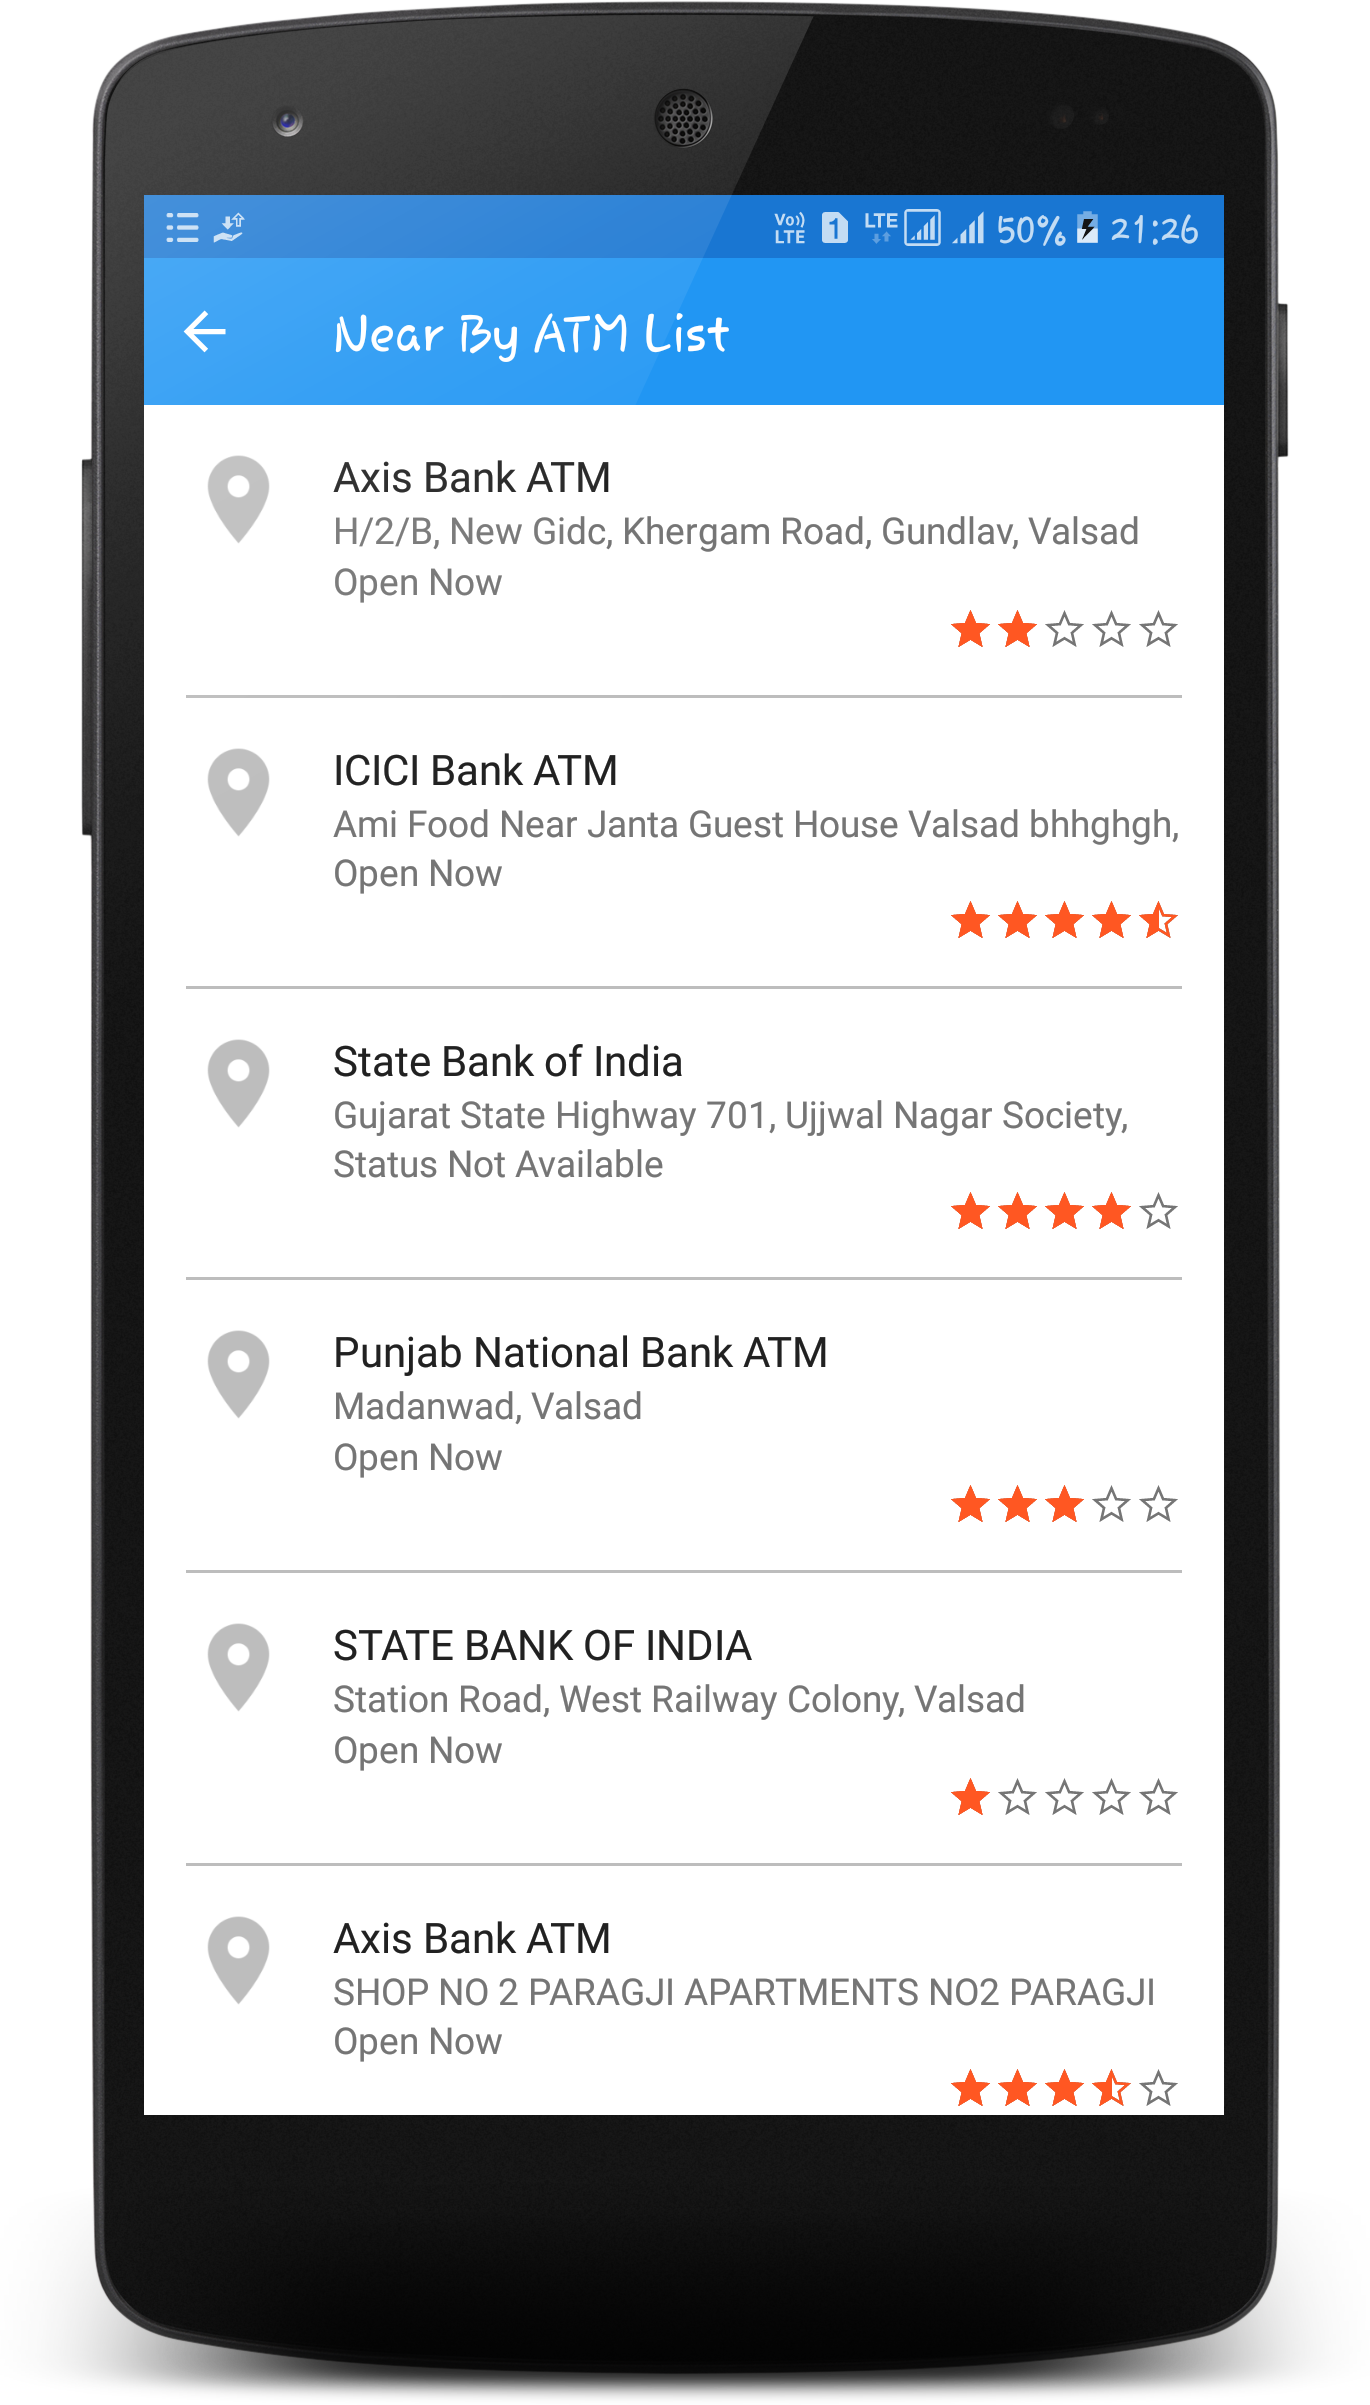 Vo)) LTE 1 LTE 50% 21:26
Near By ATM List
Axis Bank ATM
H/2/B, New Gidc, Khergam Road, Gundlav, Valsad
Open Now
ICICI Bank ATM
Ami Food Near Janta Guest House Valsad bhhghgh,
Open Now
State Bank of India
Gujarat State Highway 701, Ujjwal Nagar Society,
Status Not Available
Punjab National Bank ATM
Madanwad, Valsad
Open Now
STATE BANK OF INDIA
Station Road, West Railway Colony, Valsad
Open Now
Axis Bank ATM
SHOP NO 2 PARAGJI APARTMENTS NO2 PARAGJI
Open Now